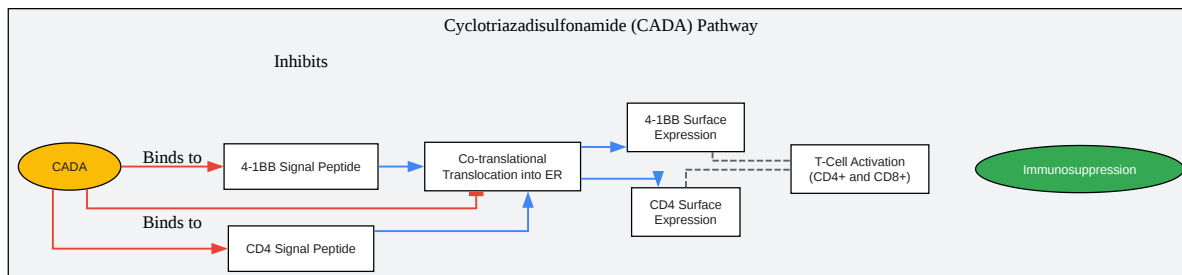 Cyclotriazadisulfonamide (CADA) Pathway
Inhibits
CADA
Binds to
4-1BB Signal Peptide
Co-translational
Translocation into ER
4-1BB Surface
Expression
T-Cell Activation
(CD4+ and CD8+)
Immunosuppression
Binds to
CD4 Signal Peptide
CD4 Surface
Expression